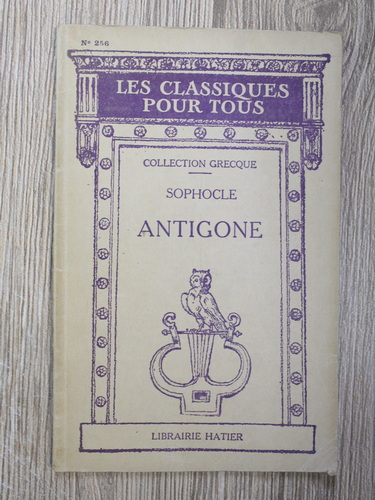 N° 256
LES CLASSIQUES
POUR TOUS
COLLECTION GRECQUE
SOPHOCLE
ANTIGONE
LIBRAIRIE HATIER